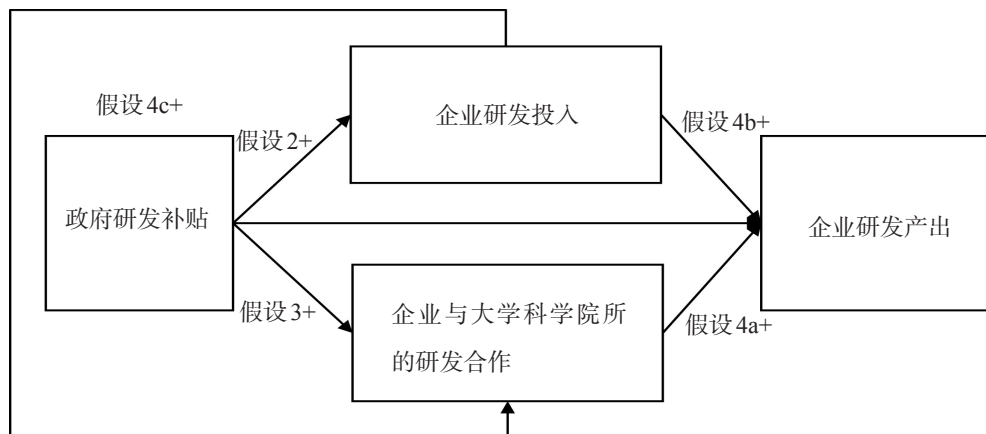 企业研发投入
假设4c+
假设2+
假设4b+
政府研发补贴
企业研发产出
假设3+
企业与大学科学院所
的研发合作
假设4a+